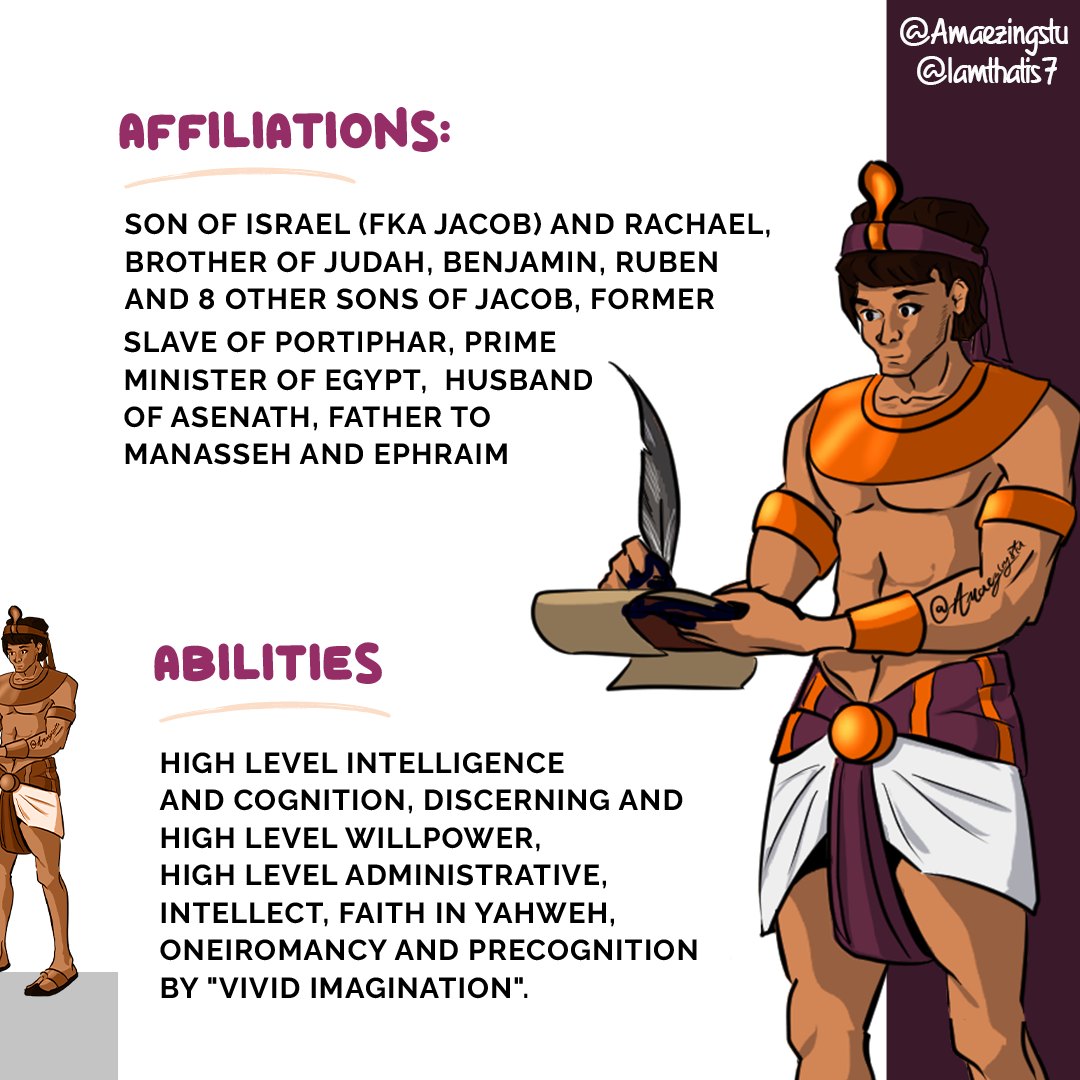 @Amaezingstu
@Iamthatis7
AFFILIATIONS:
SON OF ISRAEL (FKA JACOB) AND RACHAEL,
BROTHER OF JUDAH, BENJAMIN, RUBEN
AND 8 OTHER SONS OF JACOB, FORMER
SLAVE OF PORTIPHAR, PRIME
MINISTER OF EGYPT, HUSBAND
OF ASENATH, FATHER TO
MANASSEH AND EPHRAIM
@Amaezingstu
ABILITIES
@Amaezingstu
HIGH LEVEL INTELLIGENCE
AND COGNITION, DISCERNING AND
HIGH LEVEL WILLPOWER,
HIGH LEVEL ADMINISTRATIVE,
INTELLECT, FAITH IN YAHWEH,
ONEIROMANCY AND PRECOGNITION
BY "VIVID IMAGINATION".